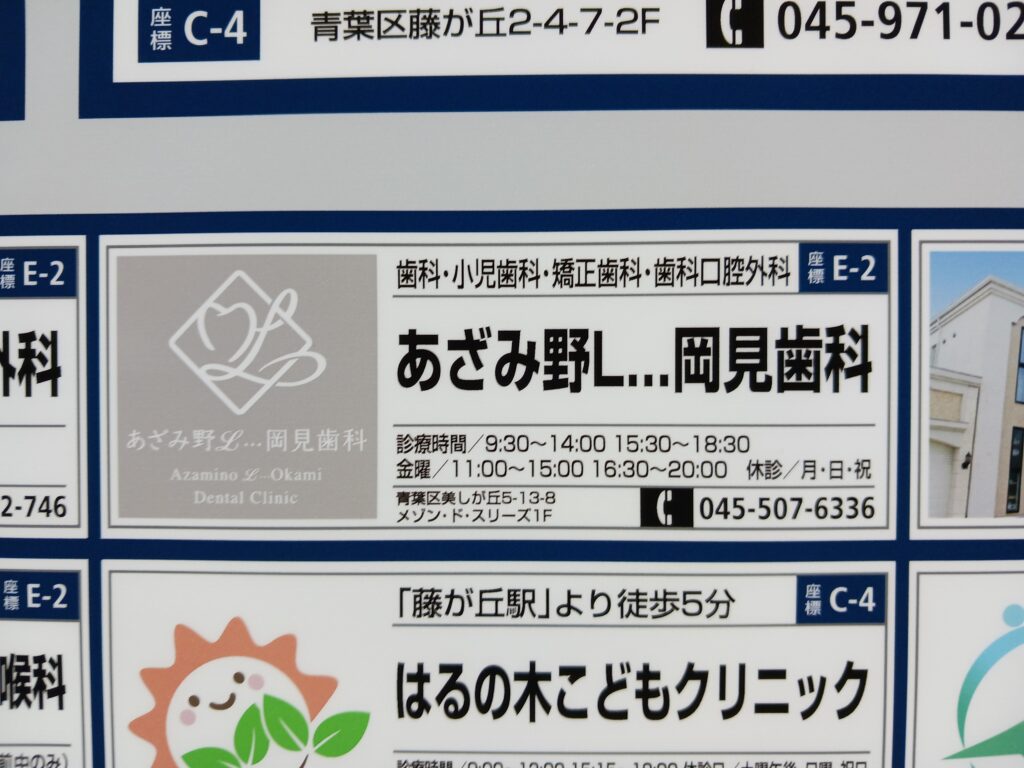 座標 C-4
青葉区藤が丘2-4-7-2F
045-971-02
座標 E-2
外科
2-746
あざみ野L…岡見歯科
Azamino L…Okami
Dental Clinic
歯科・小児歯科・矯正歯科・歯科口腔外科
座標 E-2
あざみ野L…岡見歯科
診療時間／9:30～14:00 15:30～18:30
金曜／11:00～15:00 16:30～20:00 休診／月・日・祝
青葉区美しが丘5-13-8
メゾン・ド・スリーズ1F
045-507-6336
座標 E-2
喉科
前中のみ)
「藤が丘駅」より徒歩5分
座標 C-4
はるの木こどもクリニック